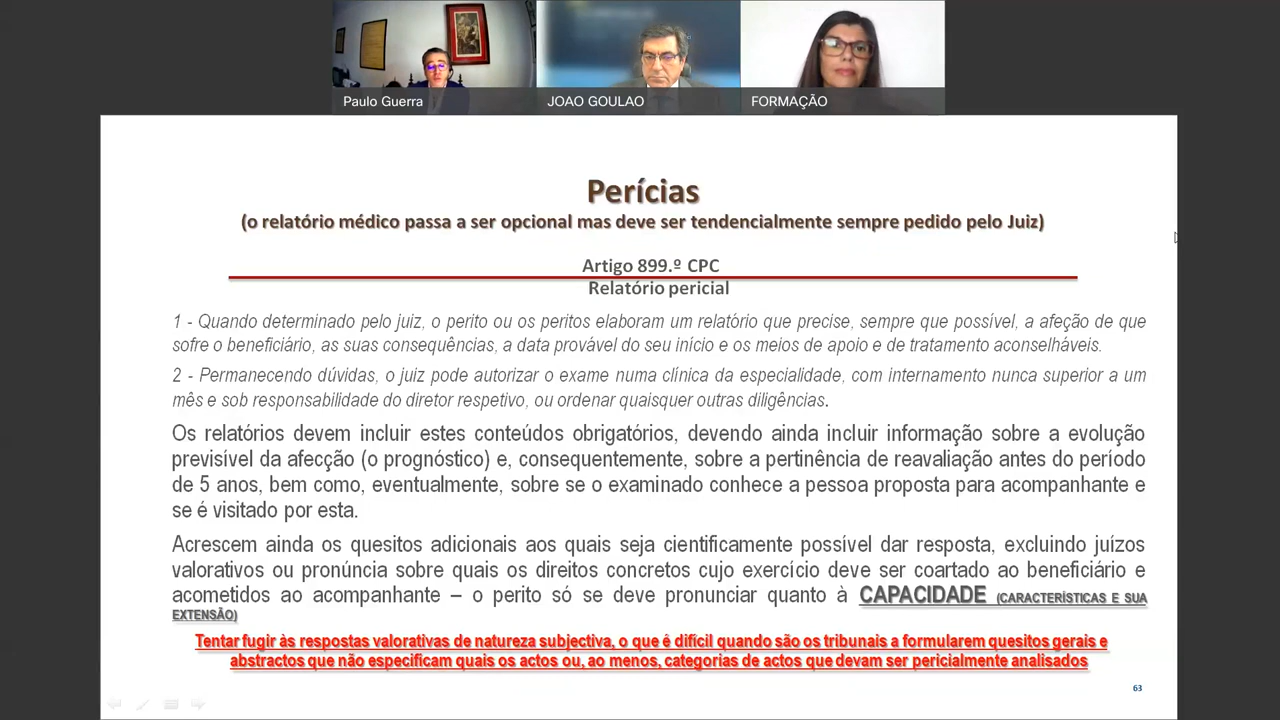 Paulo Guerra
JOAO GOULAO
FORMAÇÃO
Perícias
(o relatório médico passa a ser opcional mas deve ser tendencialmente sempre pedido pelo Juiz)
Artigo 899.º CPC
Relatório pericial
1 - Quando determinado pelo juiz, o perito ou os peritos elaboram um relatório que precise, sempre que possível, a afeção de que
sofre o beneficiário, as suas consequências, a data provável do seu início e os meios de apoio e de tratamento aconselháveis.
2 - Permanecendo dúvidas, o juiz pode autorizar o exame numa clínica da especialidade, com internamento nunca superior a um
mês e sob responsabilidade do diretor respetivo, ou ordenar quaisquer outras diligências.
Os relatórios devem incluir estes conteúdos obrigatórios, devendo ainda incluir informação sobre a evolução
previsível da afecção (o prognóstico) e, consequentemente, sobre a pertinência de reavaliação antes do período
de 5 anos, bem como, eventualmente, sobre se o examinado conhece a pessoa proposta para acompanhante e
se é visitado por esta.
Acrescem ainda os quesitos adicionais aos quais seja cientificamente possível dar resposta, excluindo juízos
valorativos ou pronúncia sobre quais os direitos concretos cujo exercício deve ser coartado ao beneficiário e
acometidos ao acompanhante – o perito só se deve pronunciar quanto à CAPACIDADE (CARACTERÍSTICAS E SUA
EXTENSÃO)
Tentar fugir às respostas valorativas de natureza subjectiva, o que é difícil quando são os tribunais a formularem quesitos gerais e
abstractos que não especificam quais os actos ou, ao menos, categorias de actos que devam ser pericialmente analisados
63